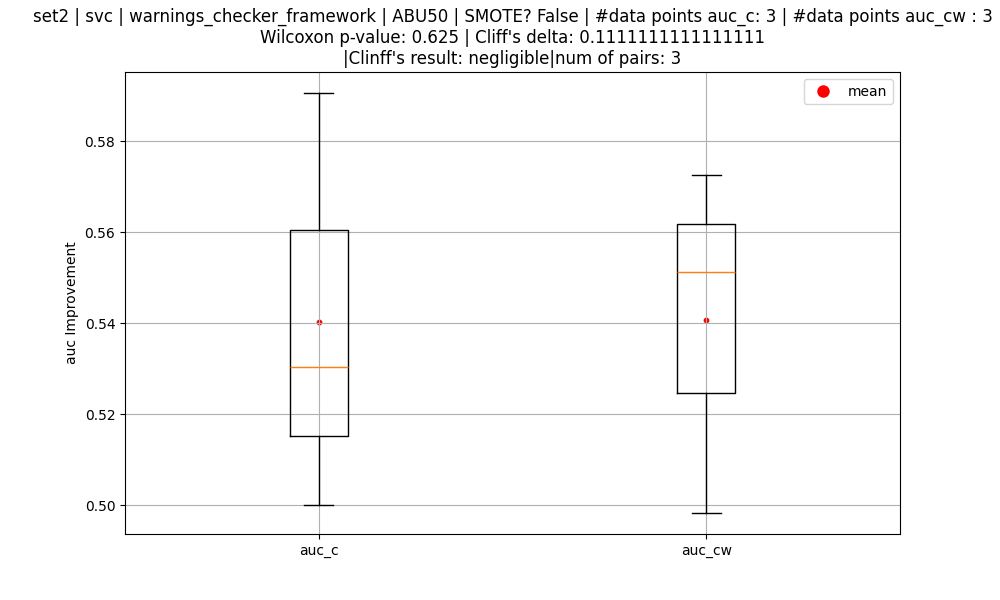 set2 | svc | warnings_checker_framework | ABU50 | SMOTE? False | #data points auc_c: 3 | #data points auc_cw : 3
Wilcoxon p-value: 0.625 | Cliff's delta: 0.1111111111111111
|Clinff's result: negligible|num of pairs: 3
mean
0.58
0.56
0.54
0.52
0.50
auc Improvement
auc_c
auc_cw